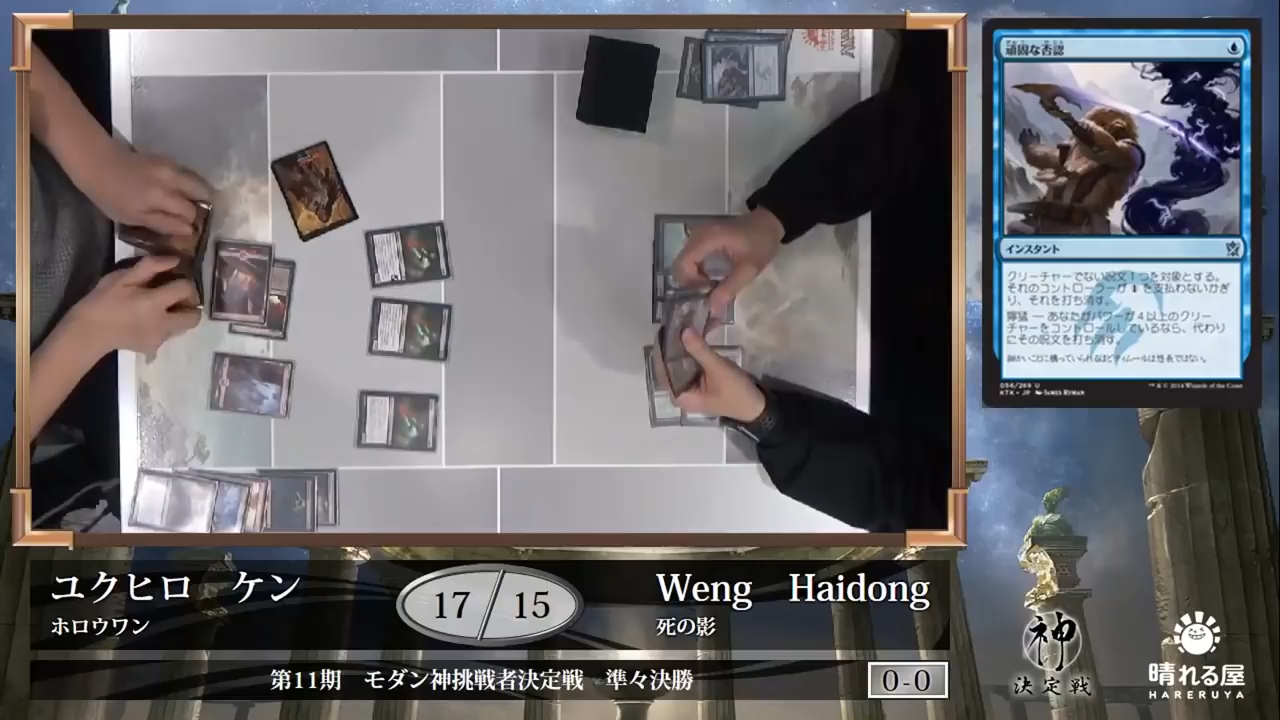 頑固な否認
インスタント
クリーチャーでない呪文1つを対象とする。
それのコントローラーが1を支払わないかぎ
り、それを打ち消す。
獰猛 ― あなたがパワーが4以上のクリー
チャーをコントロールしているなら、代わり
にその呪文を打ち消す。
056/269 U
KTK • JP
ユクヒロ ケン
ホロウワン
17 / 15
Weng Haidong
死の影
第11期 モダン神挑戦者決定戦 準々決勝
0-0
神
決定戦
晴れる屋
HARERUYA